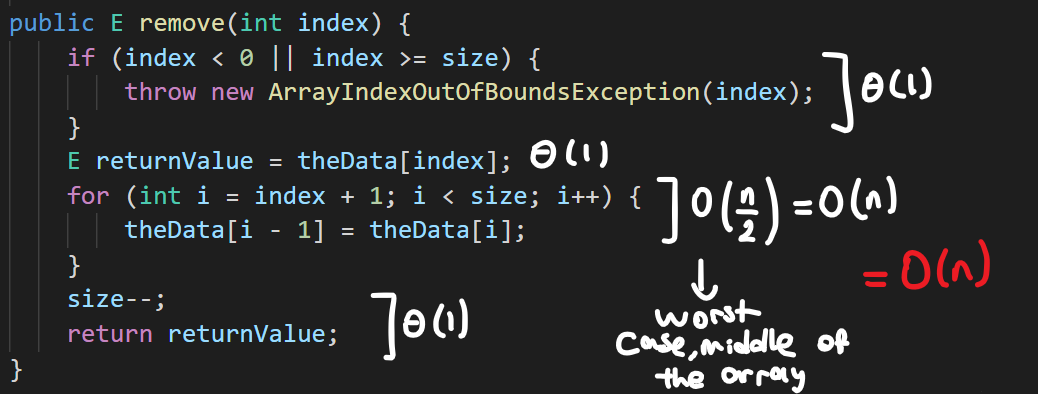 public E remove(int index) {
if (index < 0 || index >= size) {
throw new ArrayIndexOutOfBoundsException(index);
] θ(1)
}
E returnValue = theData[index]; θ(1)
for (int i = index + 1; i < size; i++) {
theData[i - 1] = theData[i];
] O(n/2) = O(n)
}
= O(n)
↓
worst
case, middle of
the array
size--;
return returnValue;
] θ(1)
}